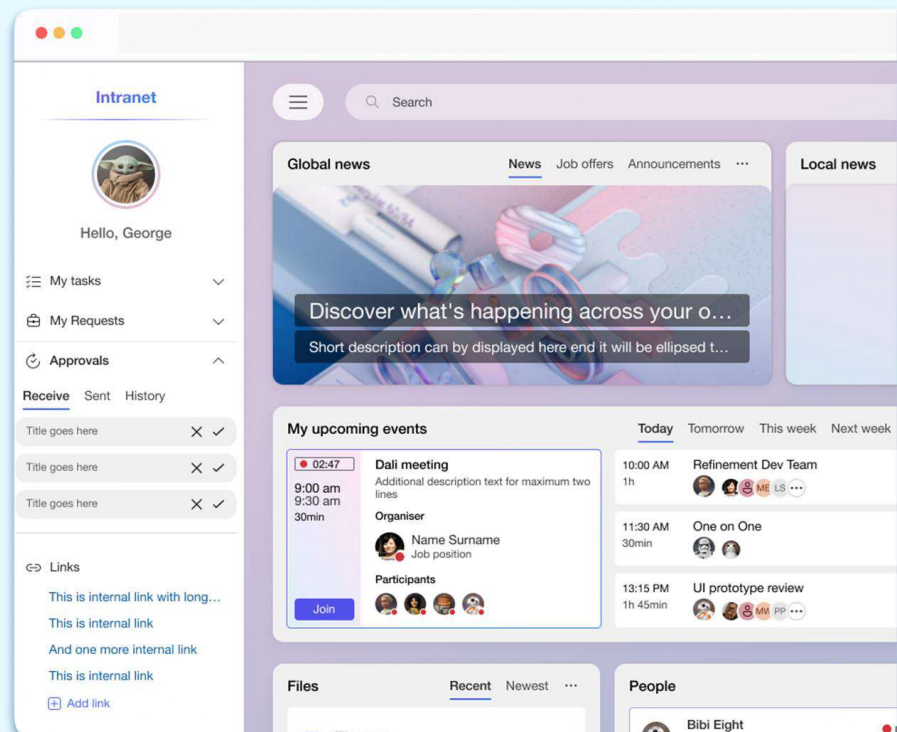 Intranet
Hello, George
My tasks
My Requests
Approvals
Receive Sent History
Title goes here
Title goes here
Title goes here
Links
This is internal link with long...
This is internal link
And one more internal link
This is internal link
Add link
Search
Global news
News Job offers Announcements ...
Discover what's happening across your o...
Short description can by displayed here end it will be ellipsed t...
Local news
My upcoming events
Today Tomorrow This week Next week
02:47
9:00 am
9:30 am
30min
Join
Dali meeting
Additional description text for maximum two
lines
Organiser
Name Surname
Job position
Participants
10:00 AM
1h
Refinement Dev Team
ME LS ...
11:30 AM
30min
One on One
13:15 PM
1h 45min
UI prototype review
MV PP ...
Files
Recent Newest ...
People
Bibi Eight